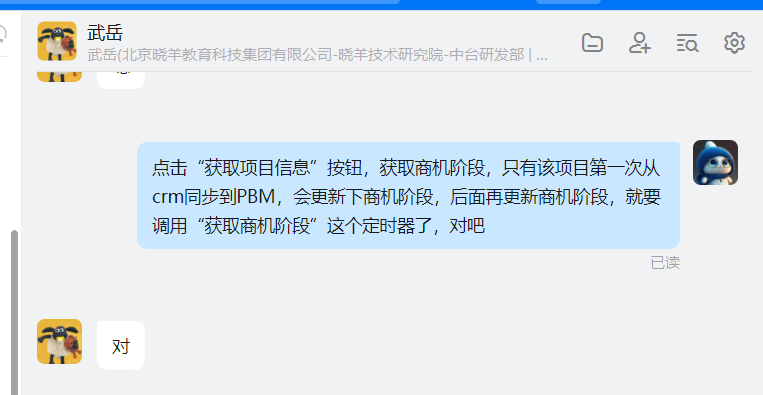 武岳
武岳(北京晓羊教育科技集团有限公司-晓羊技术研究院-中台研发部 | ...
点击“获取项目信息”按钮，获取商机阶段，只有该项目第一次从
crm同步到PBM，会更新下商机阶段，后面再更新商机阶段，就要
调用“获取商机阶段”这个定时器了，对吧
已读
对